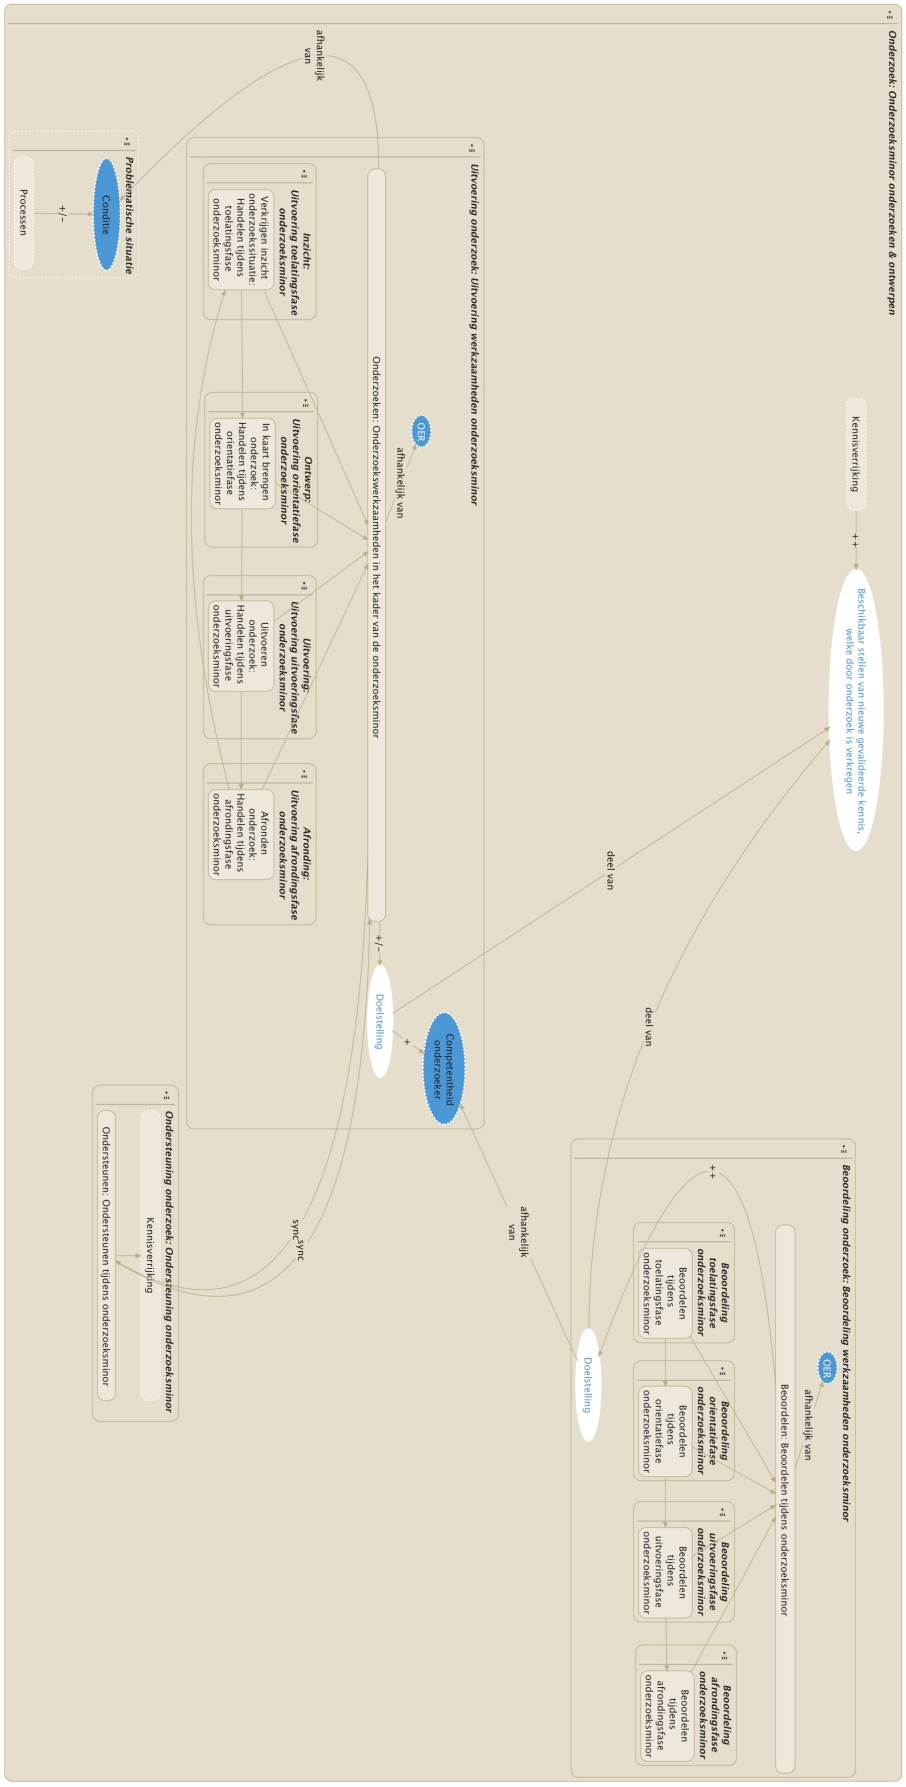 Onderzoek: Onderzoeksminor onderzoeken & ontwerpen
Kennisverrijking
++
Beschikbaar stellen van nieuwe gevalideerde kennis,
welke door onderzoek is verkregen
deel van
deel van
Beoordeling onderzoek: Beoordeling werkzaamheden onderzoeksminor
OER
afhankelijk van
Beoordelen: Beoordelen tijdens onderzoeksminor
++
Beoordeling
toelatingsfase
onderzoeksminor
Beoordelen
tijdens
toelatingsfase
onderzoeksminor
Beoordeling
orientatiefase
onderzoeksminor
Beoordelen
tijdens
orientatiefase
onderzoeksminor
Beoordeling
uitvoeringsfase
onderzoeksminor
Beoordelen
tijdens
uitvoeringsfase
onderzoeksminor
Beoordeling
afrondingsfase
onderzoeksminor
Beoordelen
tijdens
afrondingsfase
onderzoeksminor
Doelstelling
afhankelijk
van
Uitvoering onderzoek: Uitvoering werkzaamheden onderzoeksminor
OER
afhankelijk van
Competentheid
onderzoeker
+
Onderzoeken: Onderzoekswerkzaamheden in het kader van de onderzoeksminor
+/-
Doelstelling
afhankelijk
van
Inzicht:
Uitvoering toelatingsfase
onderzoeksminor
Verkrijgen inzicht
onderzoekssituatie:
Handelen tijdens
toelatingsfase
onderzoeksminor
Ontwerp:
Uitvoering orientatiefase
onderzoeksminor
In kaart brengen
onderzoek:
Handelen tijdens
orientatiefase
onderzoeksminor
Uitvoering:
Uitvoering uitvoeringsfase
onderzoeksminor
Uitvoeren
onderzoek:
Handelen tijdens
uitvoeringsfase
onderzoeksminor
Afronding:
Uitvoering afrondingsfase
onderzoeksminor
Afronden
onderzoek:
Handelen tijdens
afrondingsfase
onderzoeksminor
sync
sync
Problematische situatie
Conditie
+/-
Processen
Ondersteuning onderzoek: Ondersteuning onderzoeksminor
Kennisverrijking
Ondersteunen: Ondersteunen tijdens onderzoeksminor